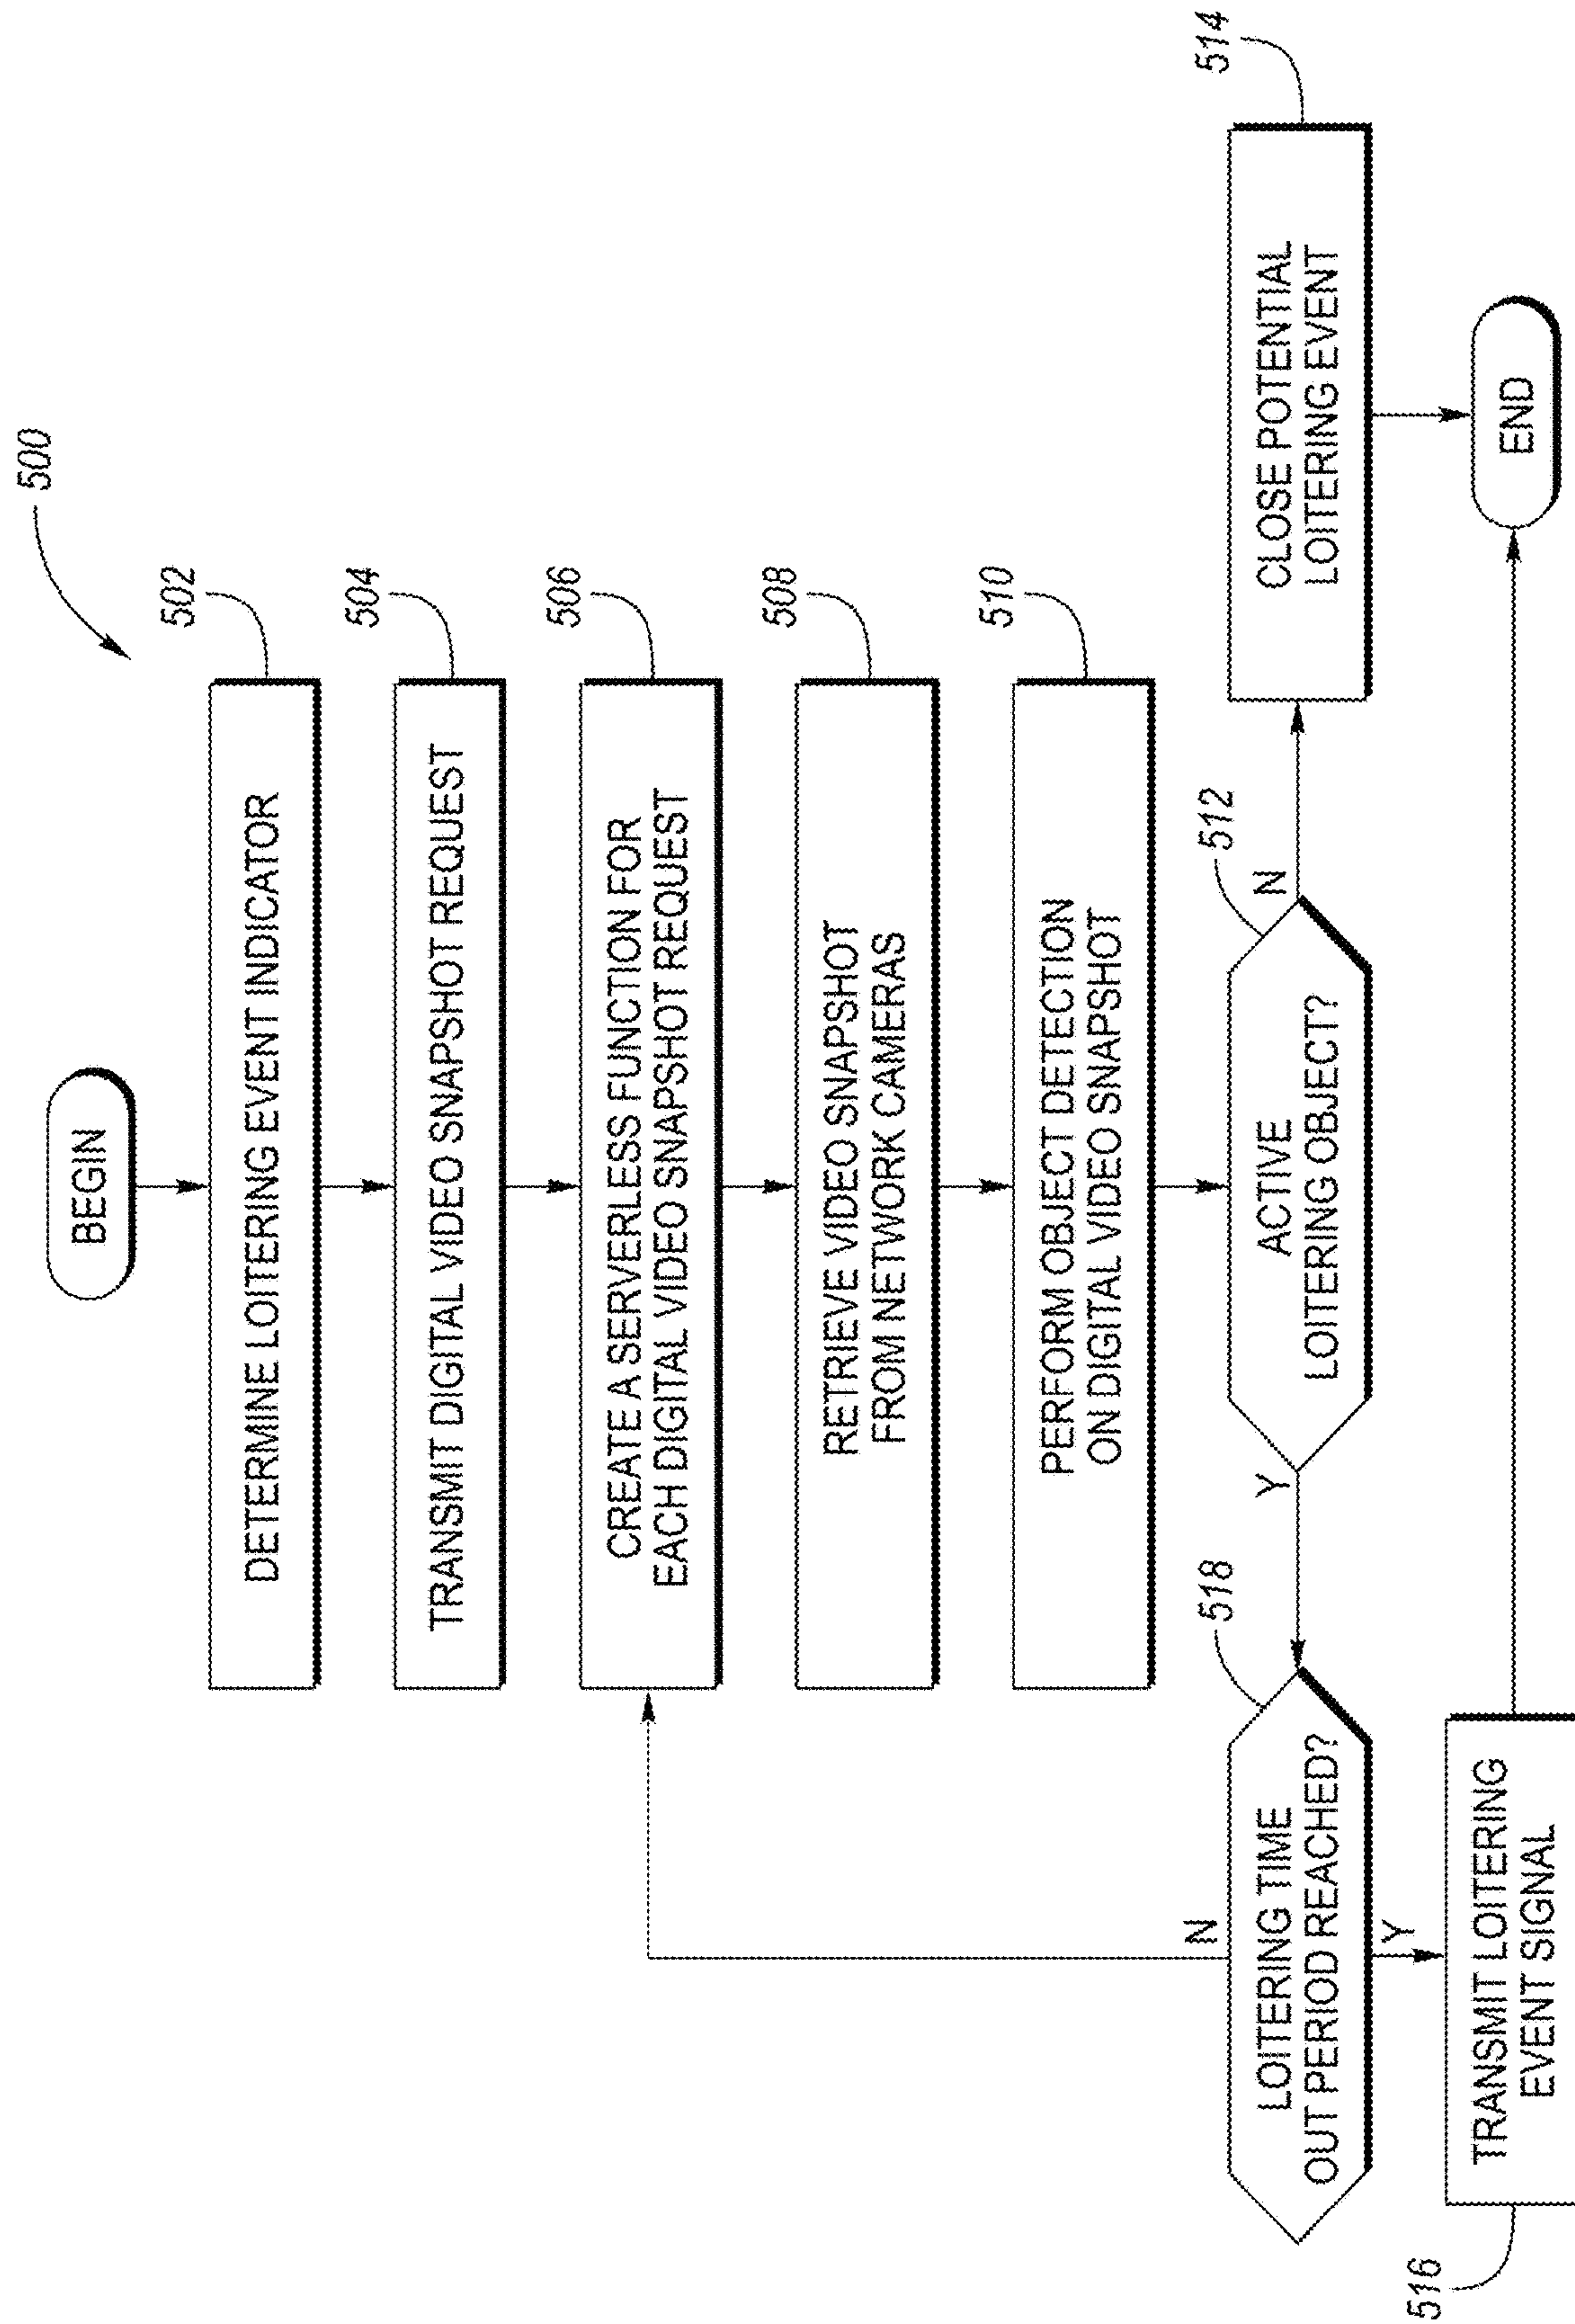 500
BEGIN
502
DETERMINE LOITERING EVENT INDICATOR
504
TRANSMIT DIGITAL VIDEO SNAPSHOT REQUEST
506
CREATE A SERVERLESS FUNCTION FOR
EACH DIGITAL VIDEO SNAPSHOT REQUEST
508
RETRIEVE VIDEO SNAPSHOT
FROM NETWORK CAMERAS
510
PERFORM OBJECT DETECTION
ON DIGITAL VIDEO SNAPSHOT
518
LOITERING TIME
OUT PERIOD REACHED?
N
Y
Y
512
ACTIVE
LOITERING OBJECT?
N
514
CLOSE POTENTIAL
LOITERING EVENT
516
TRANSMIT LOITERING
EVENT SIGNAL
END